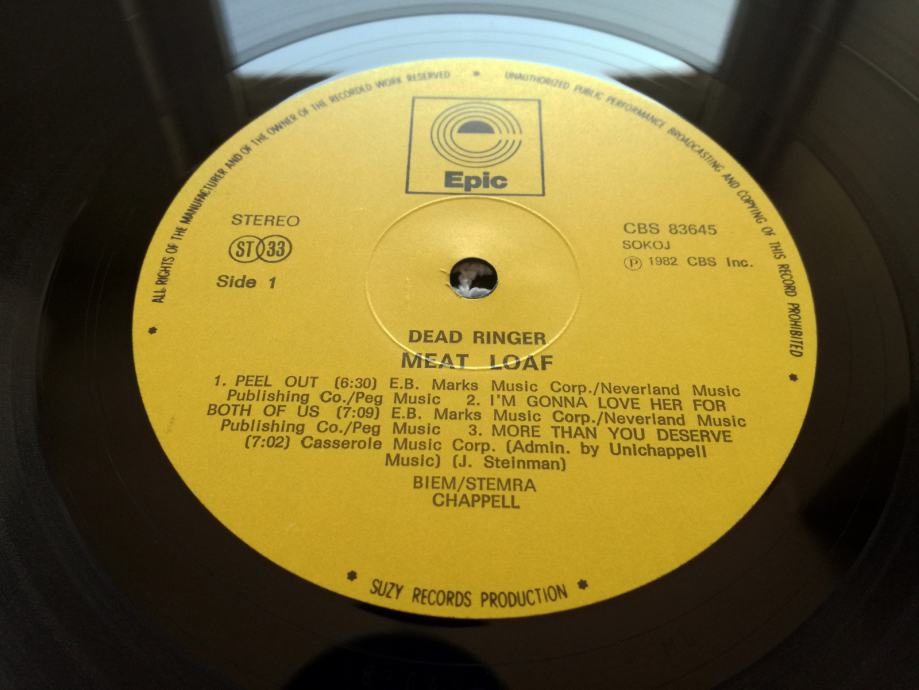 ALL RIGHTS OF THE MANUFACTURER AND OF THE OWNER OF THE RECORDED WORK RESERVED * UNAUTHORIZED PUBLIC PERFORMANCE BROADCASTING AND COPYING OF THIS RECORD PROHIBITED *
Epic
STEREO
ST 33
Side 1
CBS 83645
SOKOJ
Ⓟ 1982 CBS Inc.
DEAD RINGER
MEAT LOAF
1. PEEL OUT (6:30) E.B. Marks Music Corp./Neverland Music
Publishing Co./Peg Music 2. I'M GONNA LOVE HER FOR
BOTH OF US (7:09) E.B. Marks Music Corp./Neverland Music
Publishing Co./Peg Music 3. MORE THAN YOU DESERVE
(7:02) Casserole Music Corp. (Admin. by Unichappell
Music) (J. Steinman)
BIEM/STEMRA
CHAPPELL
* SUZY RECORDS PRODUCTION *